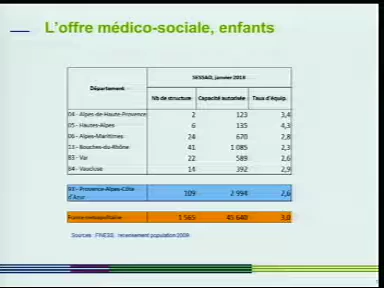 L'offre médico-sociale, enfants
SESSAD, janvier 2010
Département
Nb de structure Capacité autorisée Taux d'équip.
04 - Alpes-de-Haute-Provence 2 123 3,4
05 - Hautes-Alpes 6 135 4,3
06 - Alpes-Maritimes 24 670 2,8
13 - Bouches-du-Rhône 41 1 085 2,3
83 - Var 22 589 2,6
84 - Vaucluse 14 392 2,9
93 - Provence-Alpes-Côte d'Azur 109 2 994 2,6
France métropolitaine 1 565 45 640 3,0
Sources : FINESS, recensement population 2008